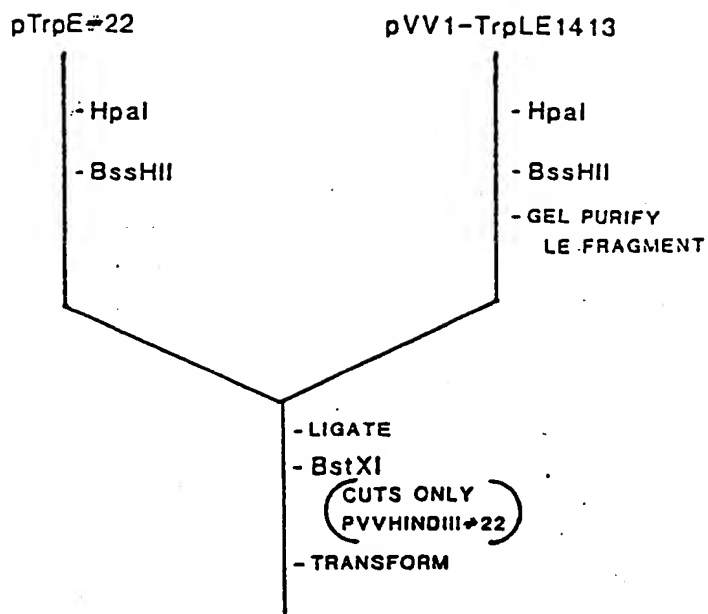 pTrpE#22
pVV1-TrpLE1413
- HpaI
- BssHII
- HpaI
- BssHII
- GEL PURIFY
LE FRAGMENT
- LIGATE
- BstXI
(CUTS ONLY
PVVHINDIII#22)
- TRANSFORM